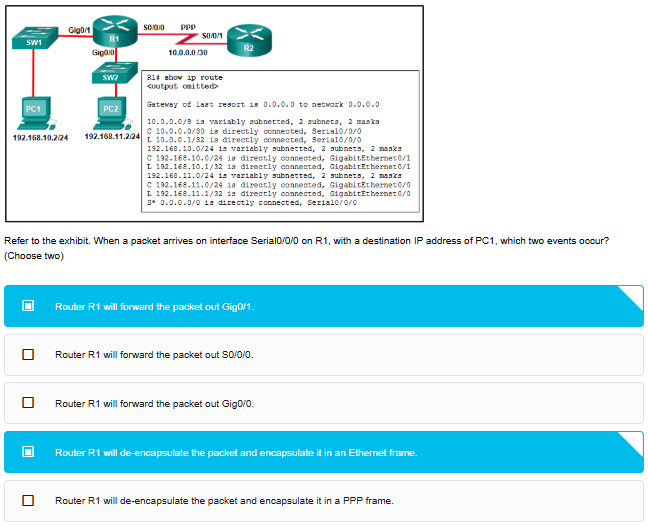 Gig0/1
S0/0/0
PPP
S0/0/1
SW1
R1
R2
Gig0/0
10.0.0.0 /30
SW2
PC1
PC2
192.168.10.2/24
192.168.11.2/24
R1# show ip route
<output omitted>
Gateway of last resort is 0.0.0.0 to network 0.0.0.0
10.0.0.0/8 is variably subnetted, 2 subnets, 2 masks
C 10.0.0.0/30 is directly connected, Serial0/0/0
L 10.0.0.1/32 is directly connected, Serial0/0/0
192.168.10.0/24 is variably subnetted, 2 subnets, 2 masks
C 192.168.10.0/24 is directly connected, GigabitEthernet0/1
L 192.168.10.1/32 is directly connected, GigabitEthernet0/1
192.168.11.0/24 is variably subnetted, 2 subnets, 2 masks
C 192.168.11.0/24 is directly connected, GigabitEthernet0/0
L 192.168.11.1/32 is directly connected, GigabitEthernet0/0
S* 0.0.0.0/0 is directly connected, Serial0/0/0
Refer to the exhibit. When a packet arrives on interface Serial0/0/0 on R1, with a destination IP address of PC1, which two events occur?
(Choose two)
Router R1 will forward the packet out Gig0/1.
Router R1 will forward the packet out S0/0/0.
Router R1 will forward the packet out Gig0/0.
Router R1 will de-encapsulate the packet and encapsulate it in an Ethernet frame.
Router R1 will de-encapsulate the packet and encapsulate it in a PPP frame.